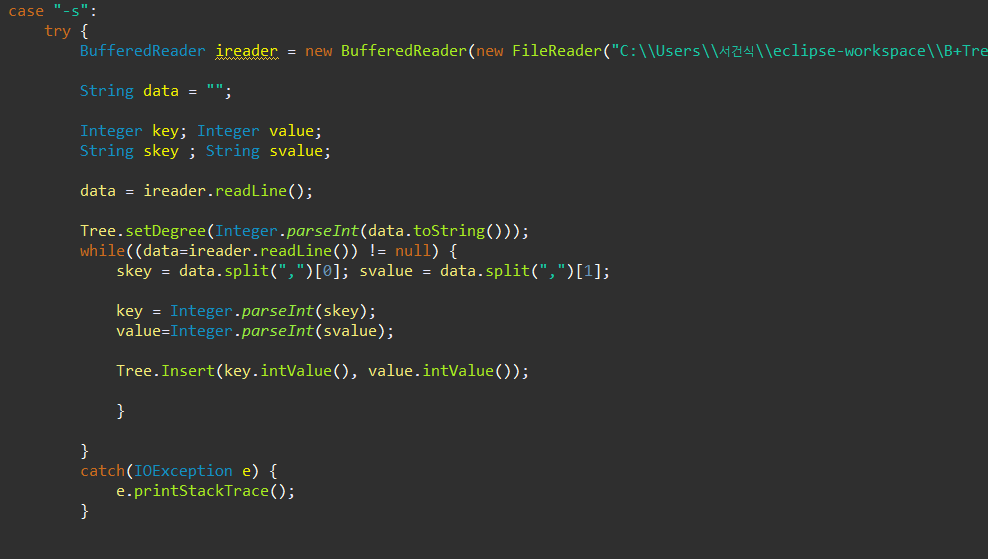 case "-s":
try {
BufferedReader ireader = new BufferedReader(new FileReader("C:\\Users\\서건식\\eclipse-workspace\\B+Tre
String data = "";
Integer key; Integer value;
String skey ; String svalue;
data = ireader.readLine();
Tree.setDegree(Integer.parseInt(data.toString()));
while((data=ireader.readLine()) != null) {
skey = data.split(",")[0]; svalue = data.split(",")[1];
key = Integer.parseInt(skey);
value=Integer.parseInt(svalue);
Tree.Insert(key.intValue(), value.intValue());
}
}
catch(IOException e) {
e.printStackTrace();
}